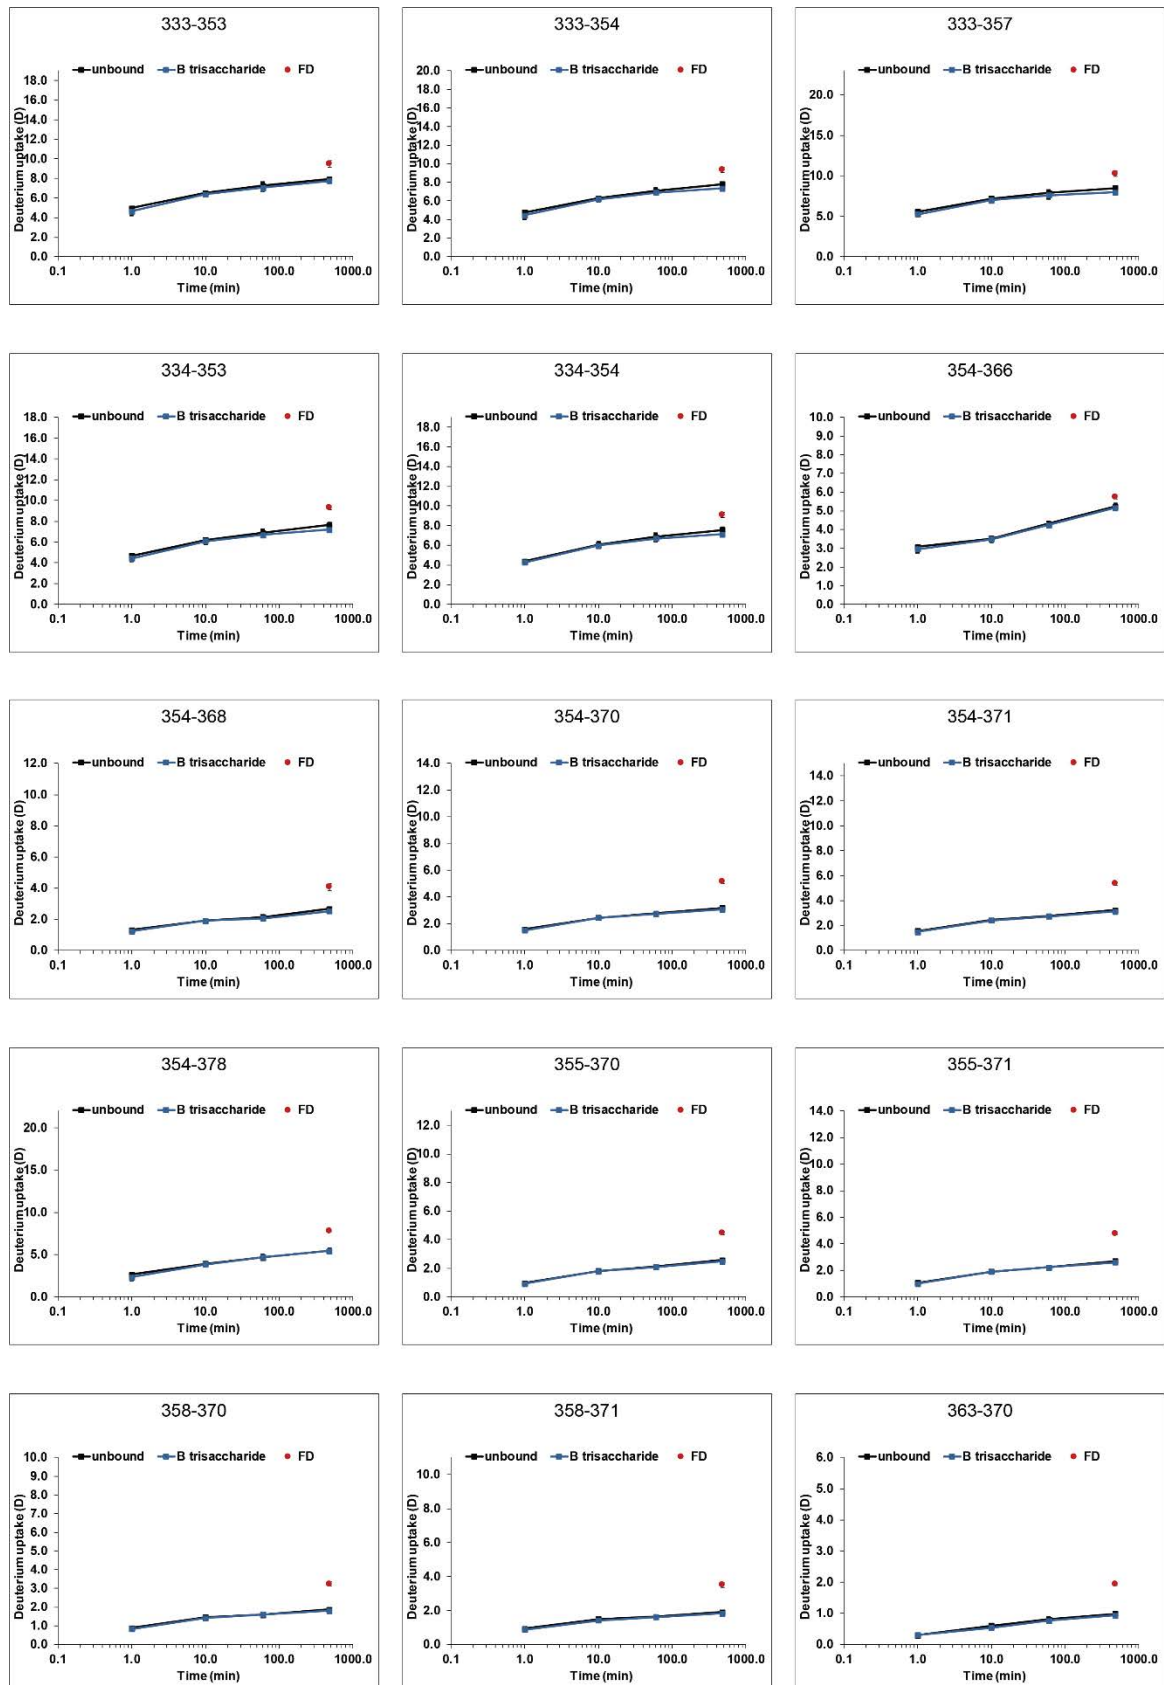 333-353
unbound B trisaccharide FD
Deuterium uptake (D)
18.0
16.0
14.0
12.0
10.0
8.0
6.0
4.0
2.0
0.0
0.1 1.0 10.0 100.0 1000.0
Time (min)
333-354
unbound B trisaccharide FD
Deuterium uptake (D)
20.0
18.0
16.0
14.0
12.0
10.0
8.0
6.0
4.0
2.0
0.0
0.1 1.0 10.0 100.0 1000.0
Time (min)
333-357
unbound B trisaccharide FD
Deuterium uptake (D)
20.0
15.0
10.0
5.0
0.0
0.1 1.0 10.0 100.0 1000.0
Time (min)
334-353
unbound B trisaccharide FD
Deuterium uptake (D)
18.0
16.0
14.0
12.0
10.0
8.0
6.0
4.0
2.0
0.0
0.1 1.0 10.0 100.0 1000.0
Time (min)
334-354
unbound B trisaccharide FD
Deuterium uptake (D)
18.0
16.0
14.0
12.0
10.0
8.0
6.0
4.0
2.0
0.0
0.1 1.0 10.0 100.0 1000.0
Time (min)
354-366
unbound B trisaccharide FD
Deuterium uptake (D)
10.0
9.0
8.0
7.0
6.0
5.0
4.0
3.0
2.0
1.0
0.0
0.1 1.0 10.0 100.0 1000.0
Time (min)
354-368
unbound B trisaccharide FD
Deuterium uptake (D)
12.0
10.0
8.0
6.0
4.0
2.0
0.0
0.1 1.0 10.0 100.0 1000.0
Time (min)
354-370
unbound B trisaccharide FD
Deuterium uptake (D)
14.0
12.0
10.0
8.0
6.0
4.0
2.0
0.0
0.1 1.0 10.0 100.0 1000.0
Time (min)
354-371
unbound B trisaccharide FD
Deuterium uptake (D)
14.0
12.0
10.0
8.0
6.0
4.0
2.0
0.0
0.1 1.0 10.0 100.0 1000.0
Time (min)
354-378
unbound B trisaccharide FD
Deuterium uptake (D)
20.0
15.0
10.0
5.0
0.0
0.1 1.0 10.0 100.0 1000.0
Time (min)
355-370
unbound B trisaccharide FD
Deuterium uptake (D)
12.0
10.0
8.0
6.0
4.0
2.0
0.0
0.1 1.0 10.0 100.0 1000.0
Time (min)
355-371
unbound B trisaccharide FD
Deuterium uptake (D)
14.0
12.0
10.0
8.0
6.0
4.0
2.0
0.0
0.1 1.0 10.0 100.0 1000.0
Time (min)
358-370
unbound B trisaccharide FD
Deuterium uptake (D)
10.0
9.0
8.0
7.0
6.0
5.0
4.0
3.0
2.0
1.0
0.0
0.1 1.0 10.0 100.0 1000.0
Time (min)
358-371
unbound B trisaccharide FD
Deuterium uptake (D)
10.0
8.0
6.0
4.0
2.0
0.0
0.1 1.0 10.0 100.0 1000.0
Time (min)
363-370
unbound B trisaccharide FD
Deuterium uptake (D)
6.0
5.0
4.0
3.0
2.0
1.0
0.0
0.1 1.0 10.0 100.0 1000.0
Time (min)